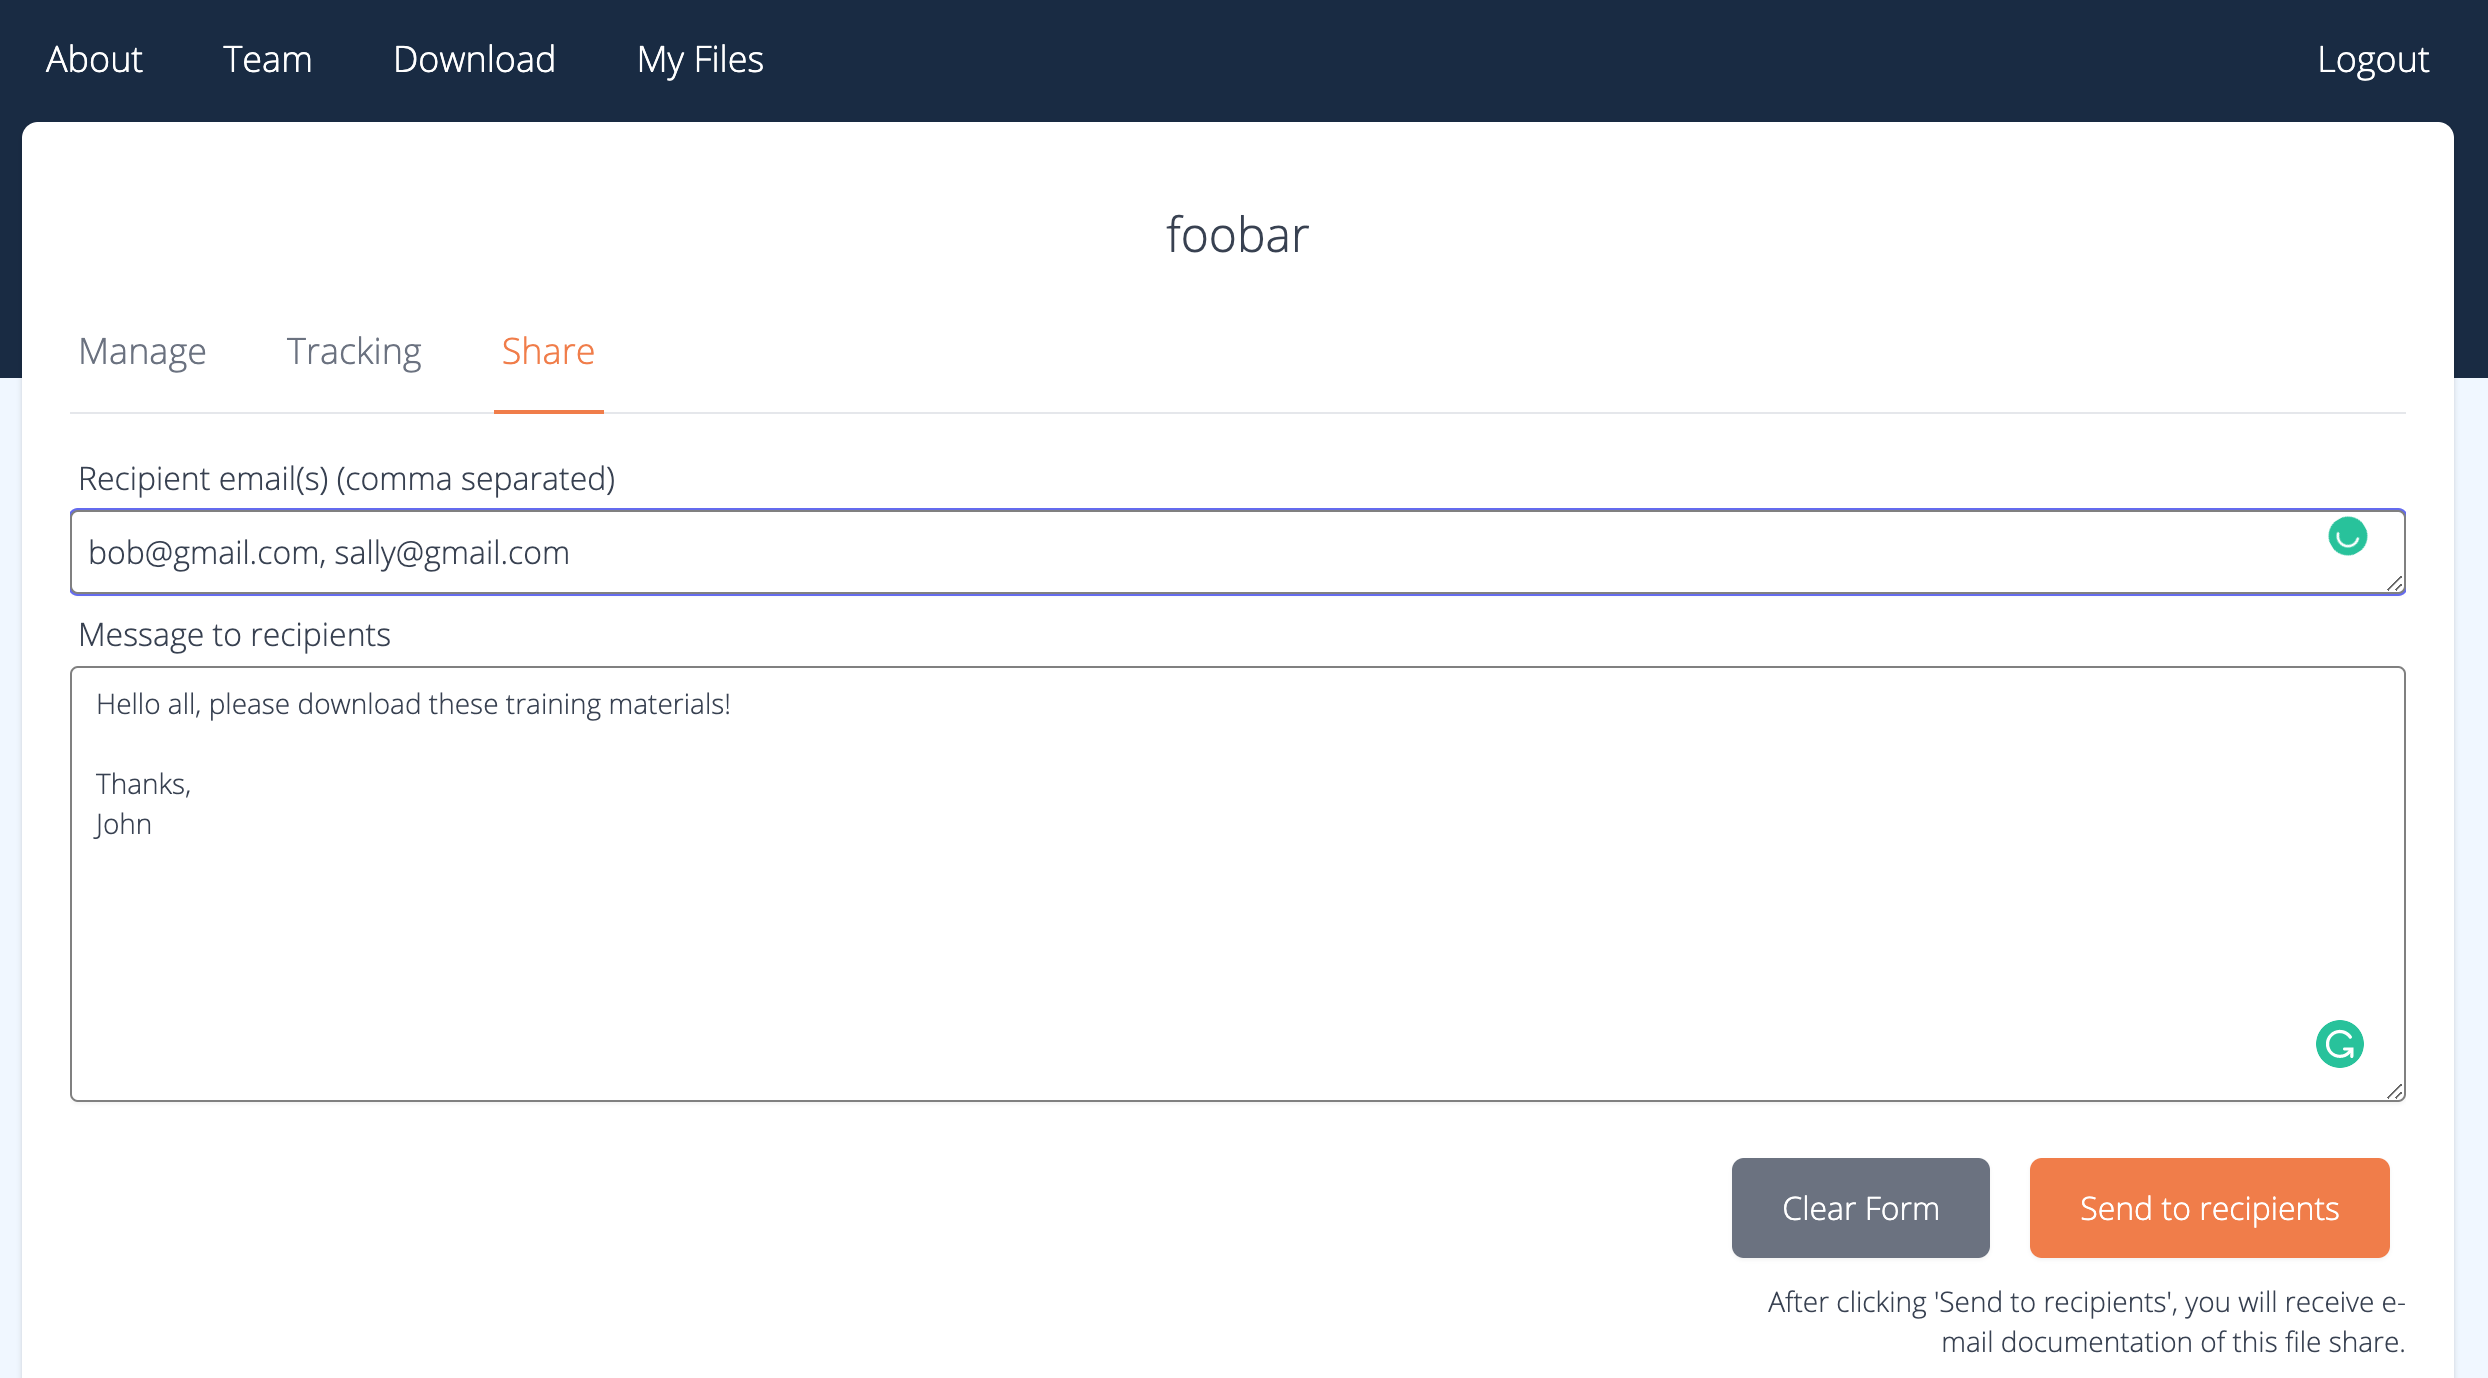 About Team Download My Files Logout
foobar
Manage Tracking Share
Recipient email(s) (comma separated)
bob@gmail.com, sally@gmail.com
Message to recipients
Hello all, please download these training materials!
Thanks,
John
Clear Form Send to recipients
After clicking 'Send to recipients', you will receive e-
mail documentation of this file share.